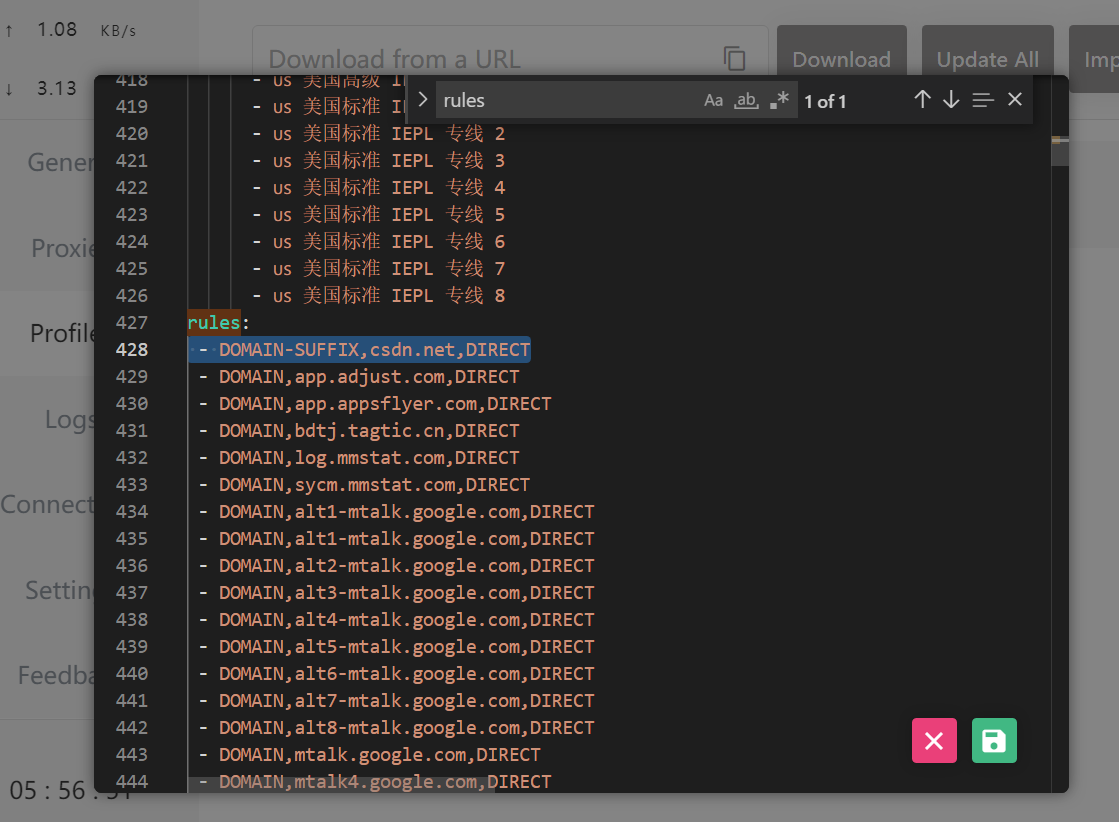 ↑ 1.08 KB/s
↓ 3.13
Download from a URL
Download
Update All
Imp
Gener
Proxie
Profile
Logs
Connect
Settin
Feedba
05 : 56 : 51
rules
Aa
ab
.*
1 of 1
418 - us 美国高级 IE
419 - us 美国标准 I
420 - us 美国标准 IEPL 专线 2
421 - us 美国标准 IEPL 专线 3
422 - us 美国标准 IEPL 专线 4
423 - us 美国标准 IEPL 专线 5
424 - us 美国标准 IEPL 专线 6
425 - us 美国标准 IEPL 专线 7
426 - us 美国标准 IEPL 专线 8
427 rules:
428 - DOMAIN-SUFFIX,csdn.net,DIRECT
429 - DOMAIN,app.adjust.com,DIRECT
430 - DOMAIN,app.appsflyer.com,DIRECT
431 - DOMAIN,bdtj.tagtic.cn,DIRECT
432 - DOMAIN,log.mmstat.com,DIRECT
433 - DOMAIN,sycm.mmstat.com,DIRECT
434 - DOMAIN,alt1-mtalk.google.com,DIRECT
435 - DOMAIN,alt1-mtalk.google.com,DIRECT
436 - DOMAIN,alt2-mtalk.google.com,DIRECT
437 - DOMAIN,alt3-mtalk.google.com,DIRECT
438 - DOMAIN,alt4-mtalk.google.com,DIRECT
439 - DOMAIN,alt5-mtalk.google.com,DIRECT
440 - DOMAIN,alt6-mtalk.google.com,DIRECT
441 - DOMAIN,alt7-mtalk.google.com,DIRECT
442 - DOMAIN,alt8-mtalk.google.com,DIRECT
443 - DOMAIN,mtalk.google.com,DIRECT
444 - DOMAIN,mtalk4.google.com,DIRECT